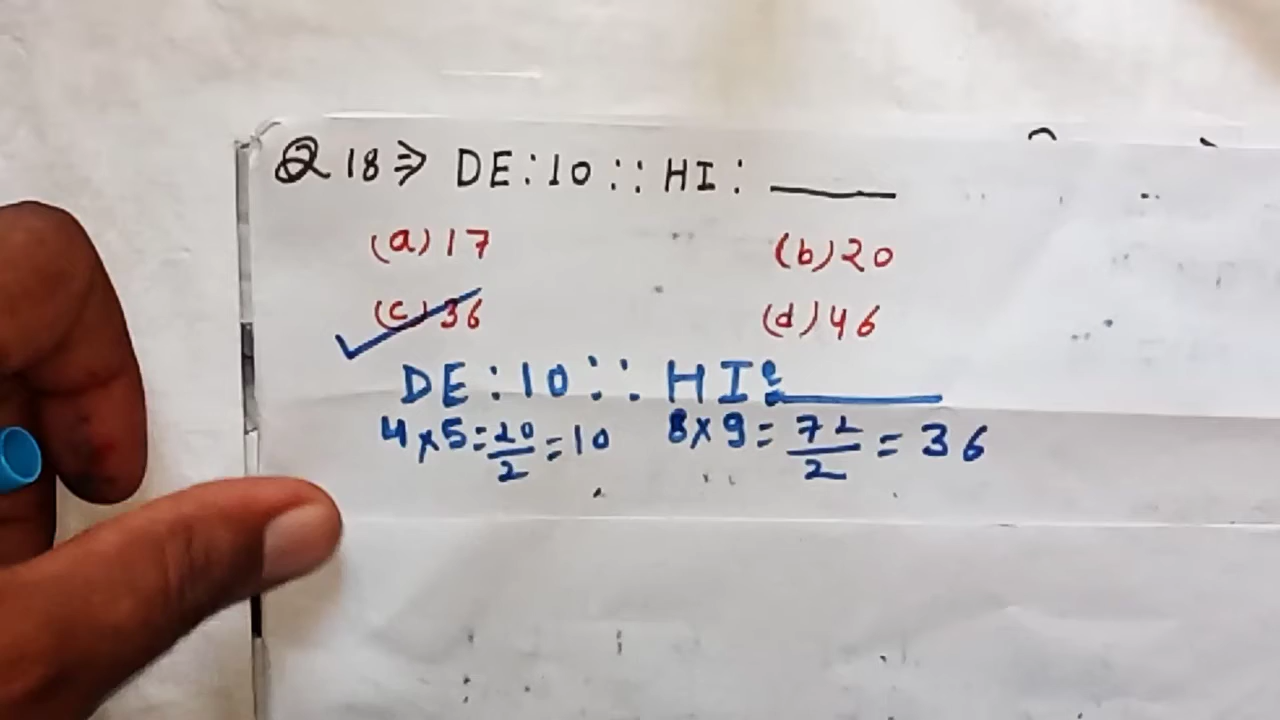 Q 18⇒ DE:10 :: HI: ____
(a) 17 (b) 20
(c) 36 (d) 46
DE:10 :: HI: ____
4×5=20/2=10 8×9=72/2=36